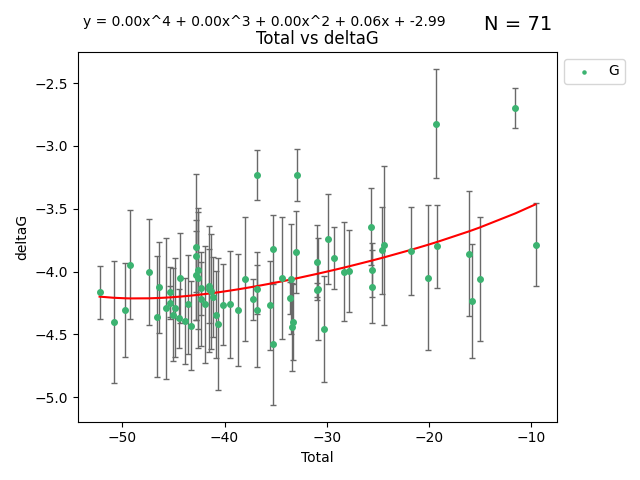 y = 0.00x^4 + 0.00x^3 + 0.00x^2 + 0.06x + -2.99
N = 71
Total vs deltaG
G
−2.5
−3.0
−3.5
−4.0
−4.5
−5.0
deltaG
−50 −40 −30 −20 −10
Total